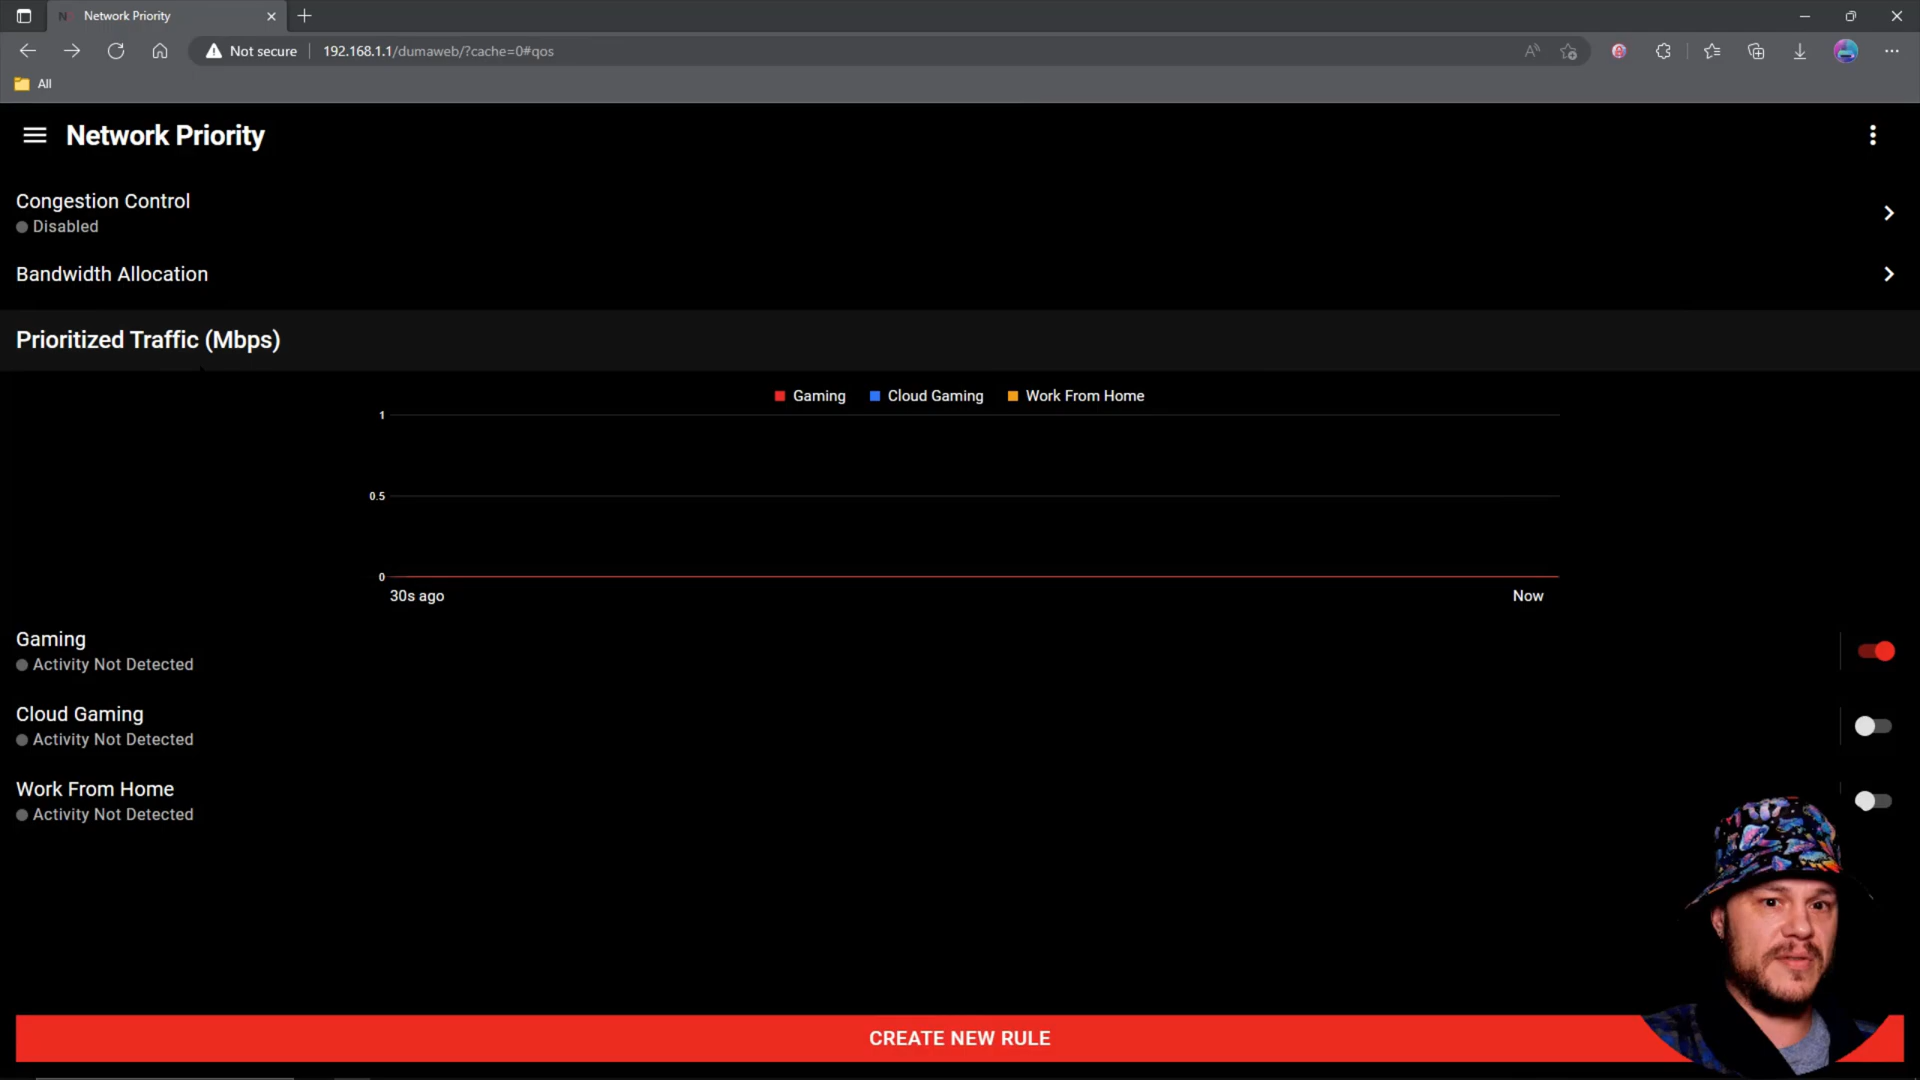 Network Priority
Not secure
192.168.1.1/dumaweb/?cache=0#qos
All
Network Priority
Congestion Control
Disabled
Bandwidth Allocation
Prioritized Traffic (Mbps)
Gaming Cloud Gaming Work From Home
1
0.5
0
30s ago Now
Gaming
Activity Not Detected
Cloud Gaming
Activity Not Detected
Work From Home
Activity Not Detected
CREATE NEW RULE